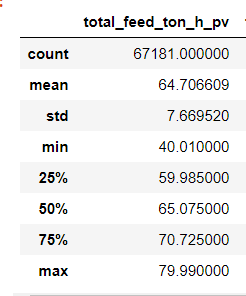 total_feed_ton_h_pv
count 67181.000000
mean 64.706609
std 7.669520
min 40.010000
25% 59.985000
50% 65.075000
75% 70.725000
max 79.990000